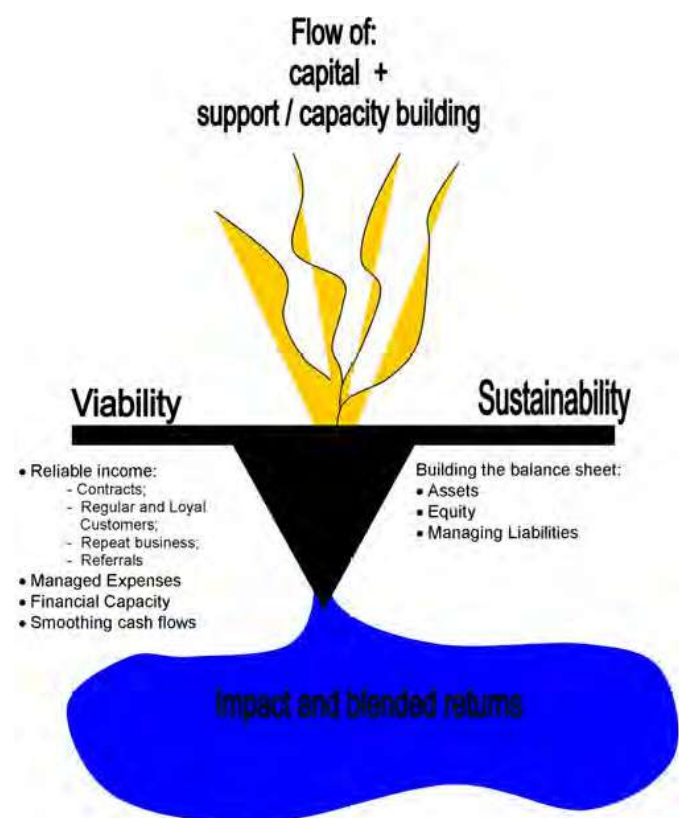 Flow of:
capital +
support / capacity building
Viability
Sustainability
• Reliable income:
- Contracts;
- Regular and Loyal
Customers;
- Repeat business;
- Referrals
• Managed Expenses
• Financial Capacity
• Smoothing cash flows
Building the balance sheet:
• Assets
• Equity
• Managing Liabilities
Impact and blended returns